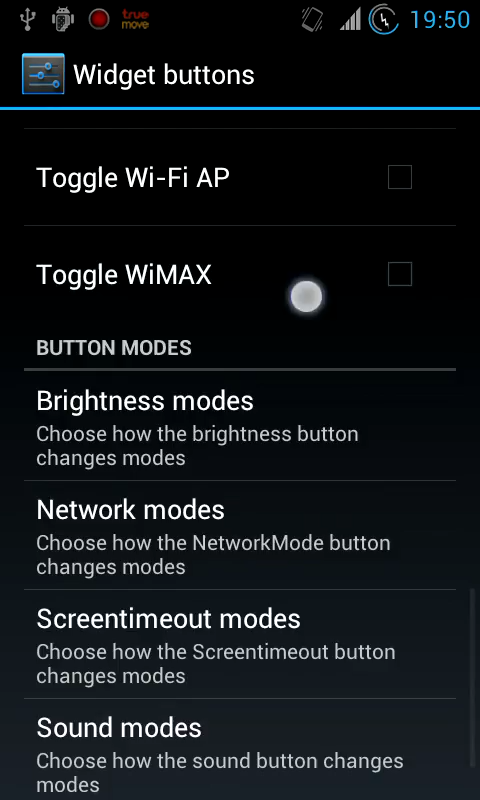 true
move
19:50
Widget buttons
Toggle Wi-Fi AP
Toggle WiMAX
BUTTON MODES
Brightness modes
Choose how the brightness button
changes modes
Network modes
Choose how the NetworkMode button
changes modes
Screentimeout modes
Choose how the Screentimeout button
changes modes
Sound modes
Choose how the sound button changes
modes